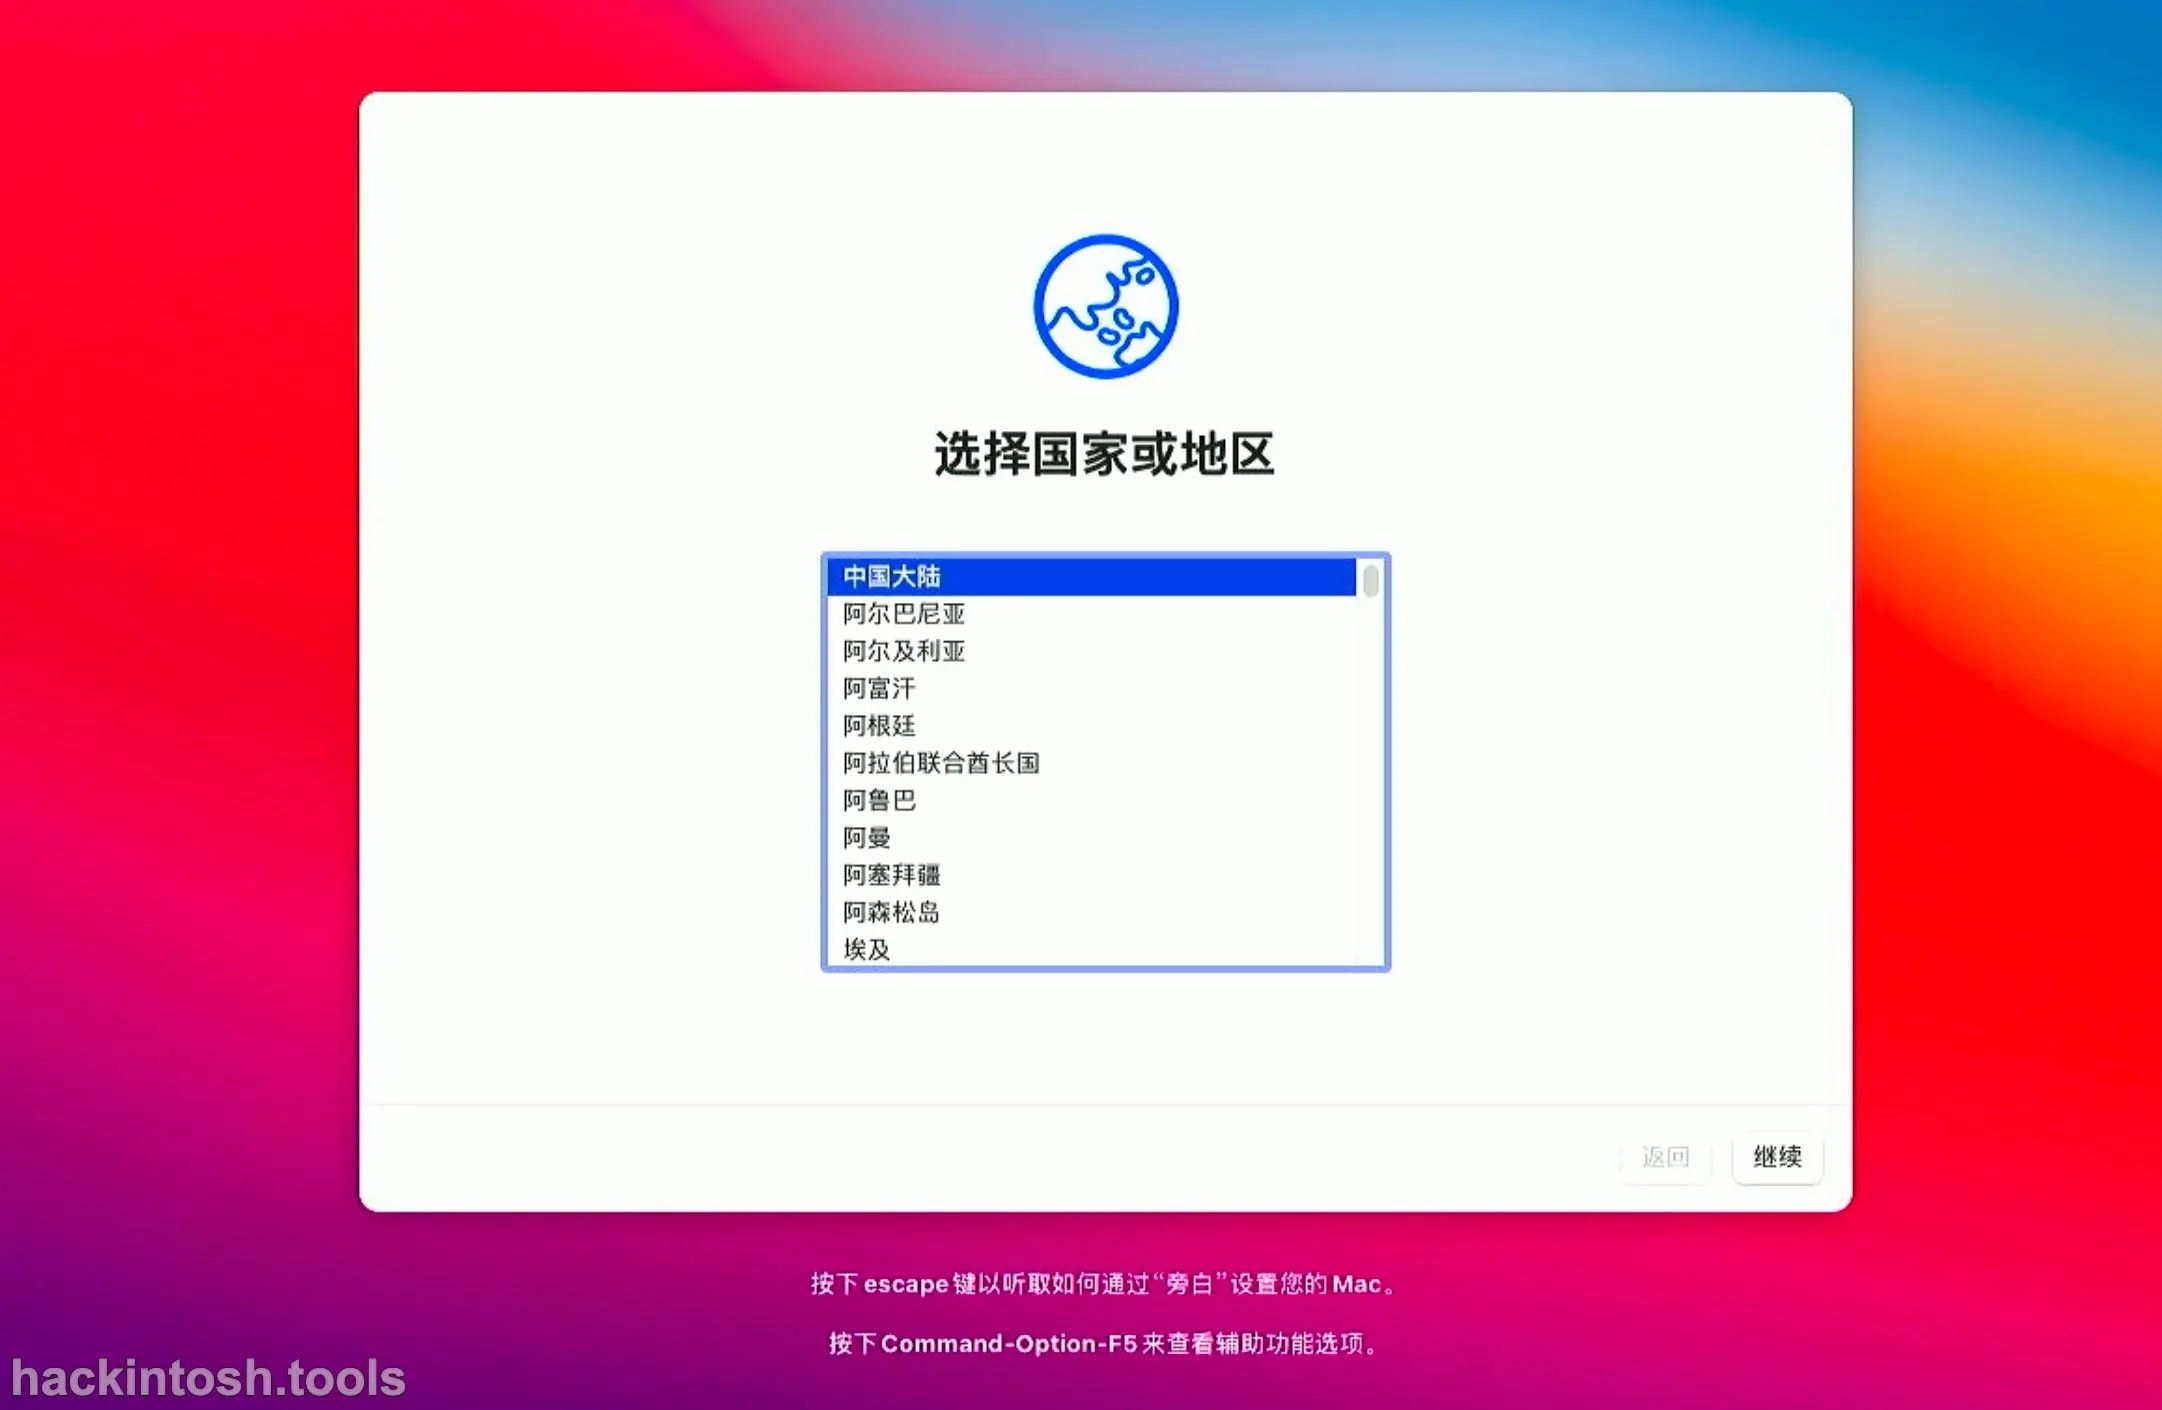 选择国家或地区
中国大陆
阿尔巴尼亚
阿尔及利亚
阿富汗
阿根廷
阿拉伯联合酋长国
阿鲁巴
阿曼
阿塞拜疆
阿森松岛
埃及
返回
继续
按下 escape 键以听取如何通过“旁白”设置您的 Mac。
按下 Command-Option-F5 来查看辅助功能选项。
hackintosh.tools